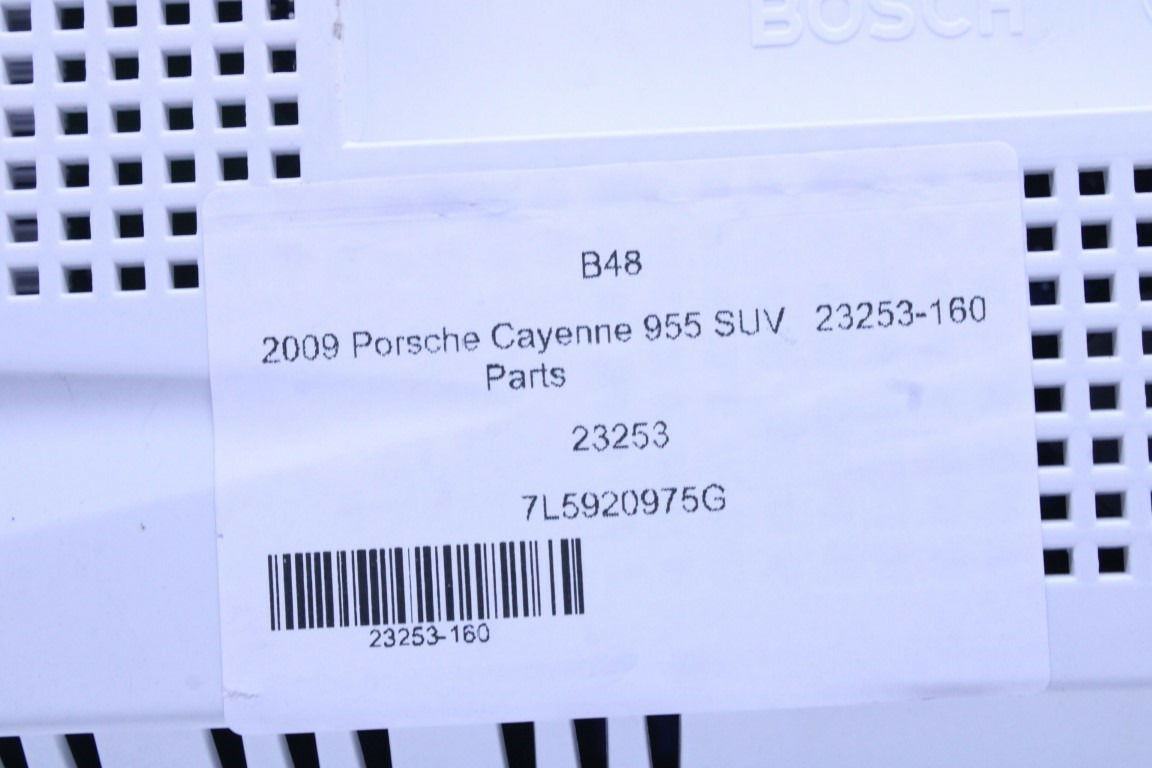 BOSCH
B48
2009 Porsche Cayenne 955 SUV 23253-160
Parts
23253
7L5920975G
23253-160